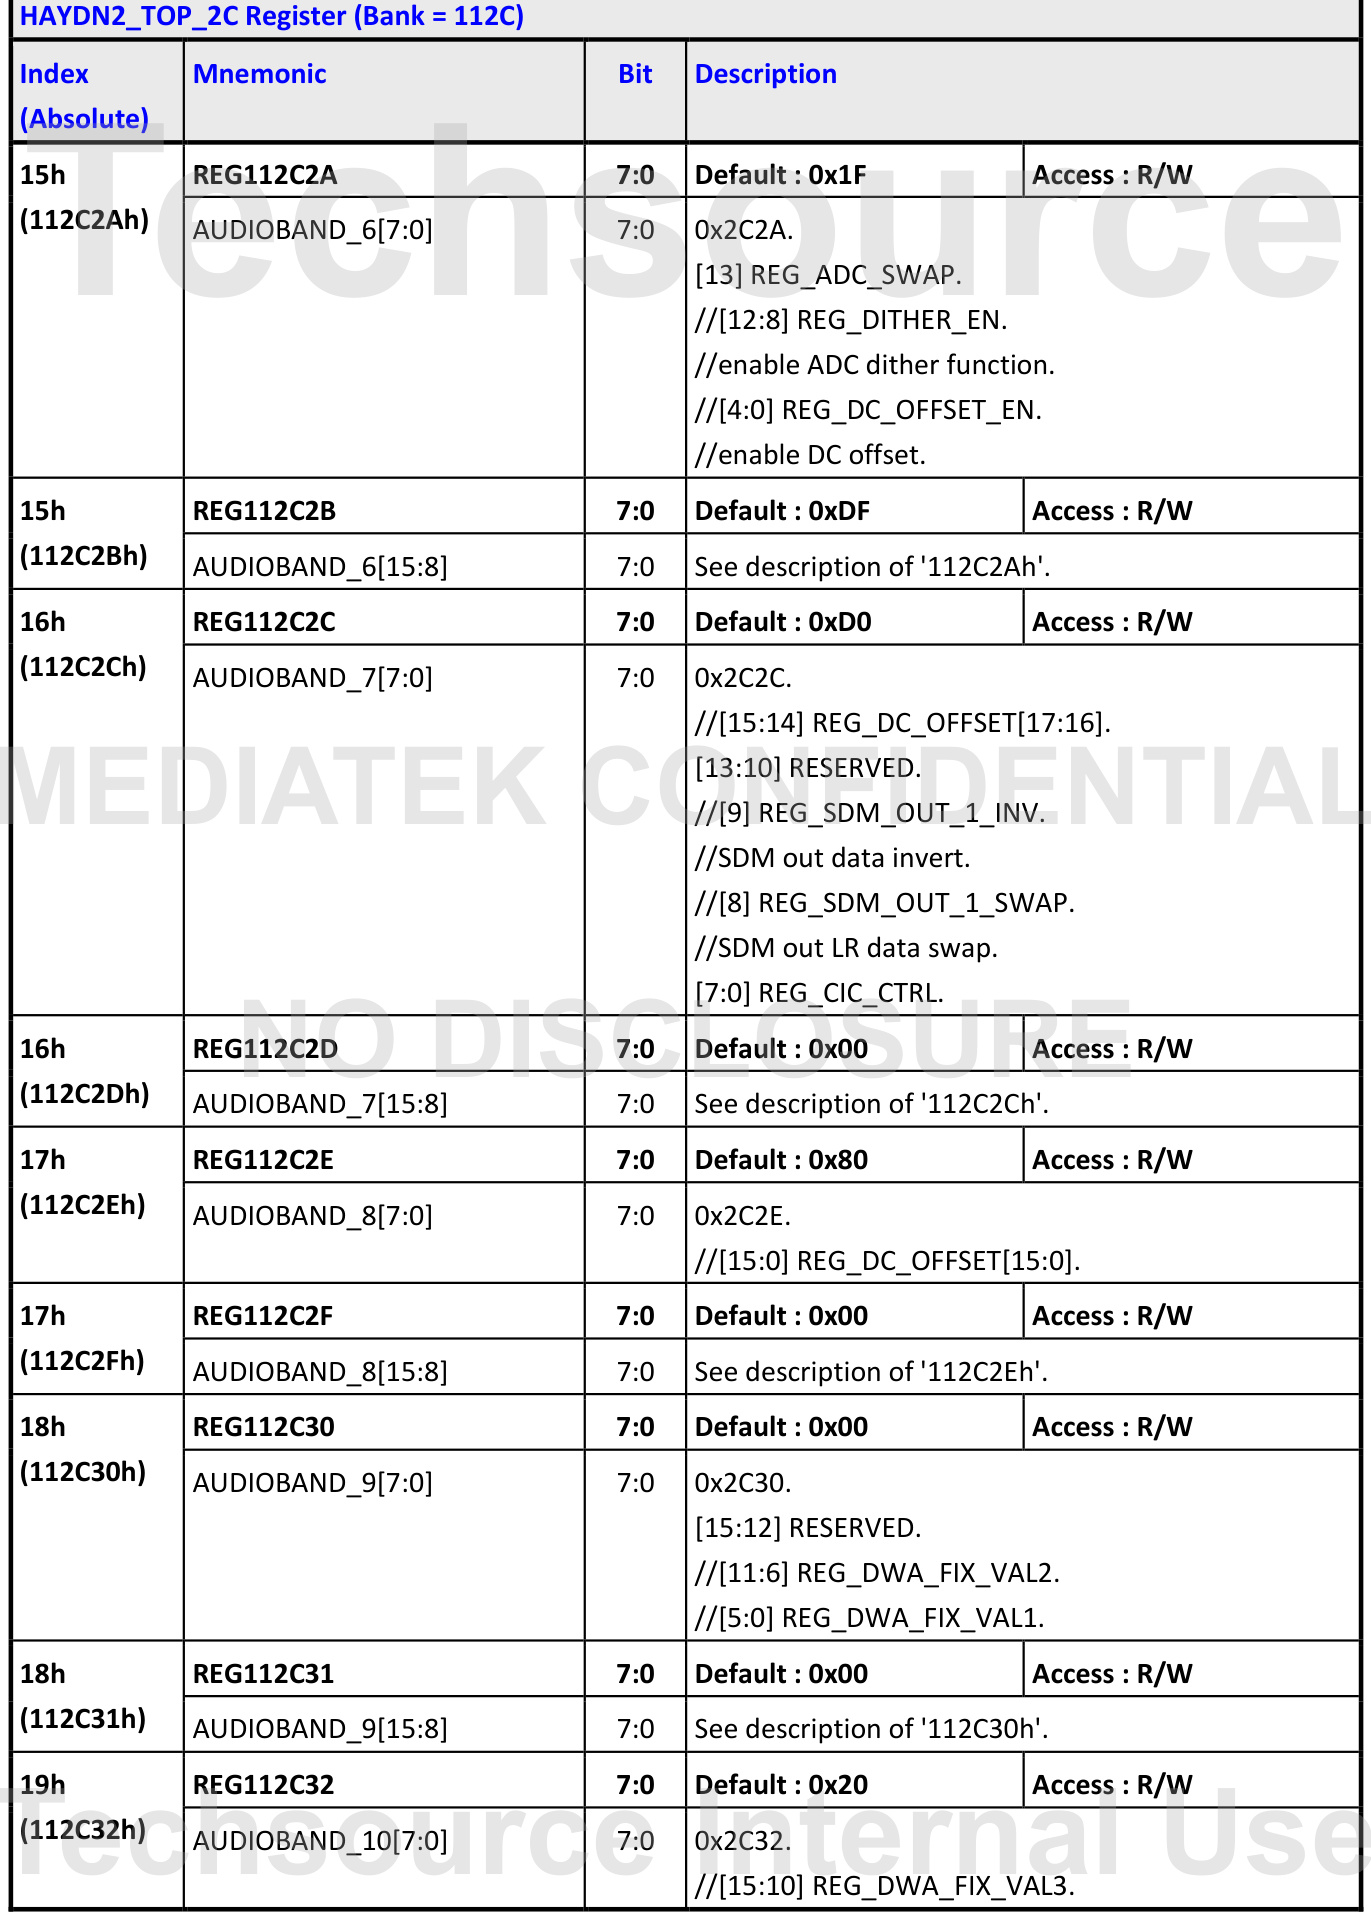 HAYDN2_TOP_2C Register (Bank = 112C)
Index (Absolute) Mnemonic Bit Description
15h (112C2Ah) REG112C2A 7:0 Default : 0x1F Access : R/W
AUDIOBAND_6[7:0] 7:0 0x2C2A.
[13] REG_ADC_SWAP.
//[12:8] REG_DITHER_EN.
//enable ADC dither function.
//[4:0] REG_DC_OFFSET_EN.
//enable DC offset.
15h (112C2Bh) REG112C2B 7:0 Default : 0xDF Access : R/W
AUDIOBAND_6[15:8] 7:0 See description of '112C2Ah'.
16h (112C2Ch) REG112C2C 7:0 Default : 0xD0 Access : R/W
AUDIOBAND_7[7:0] 7:0 0x2C2C.
//[15:14] REG_DC_OFFSET[17:16].
[13:10] RESERVED.
//[9] REG_SDM_OUT_1_INV.
//SDM out data invert.
//[8] REG_SDM_OUT_1_SWAP.
//SDM out LR data swap.
[7:0] REG_CIC_CTRL.
16h (112C2Dh) REG112C2D 7:0 Default : 0x00 Access : R/W
AUDIOBAND_7[15:8] 7:0 See description of '112C2Ch'.
17h (112C2Eh) REG112C2E 7:0 Default : 0x80 Access : R/W
AUDIOBAND_8[7:0] 7:0 0x2C2E.
//[15:0] REG_DC_OFFSET[15:0].
17h (112C2Fh) REG112C2F 7:0 Default : 0x00 Access : R/W
AUDIOBAND_8[15:8] 7:0 See description of '112C2Eh'.
18h (112C30h) REG112C30 7:0 Default : 0x00 Access : R/W
AUDIOBAND_9[7:0] 7:0 0x2C30.
[15:12] RESERVED.
//[11:6] REG_DWA_FIX_VAL2.
//[5:0] REG_DWA_FIX_VAL1.
18h (112C31h) REG112C31 7:0 Default : 0x00 Access : R/W
AUDIOBAND_9[15:8] 7:0 See description of '112C30h'.
19h (112C32h) REG112C32 7:0 Default : 0x20 Access : R/W
AUDIOBAND_10[7:0] 7:0 0x2C32.
//[15:10] REG_DWA_FIX_VAL3.
Techsource
MEDIATEK CONFIDENTIAL
NO DISCLOSURE
Techsource Internal Use